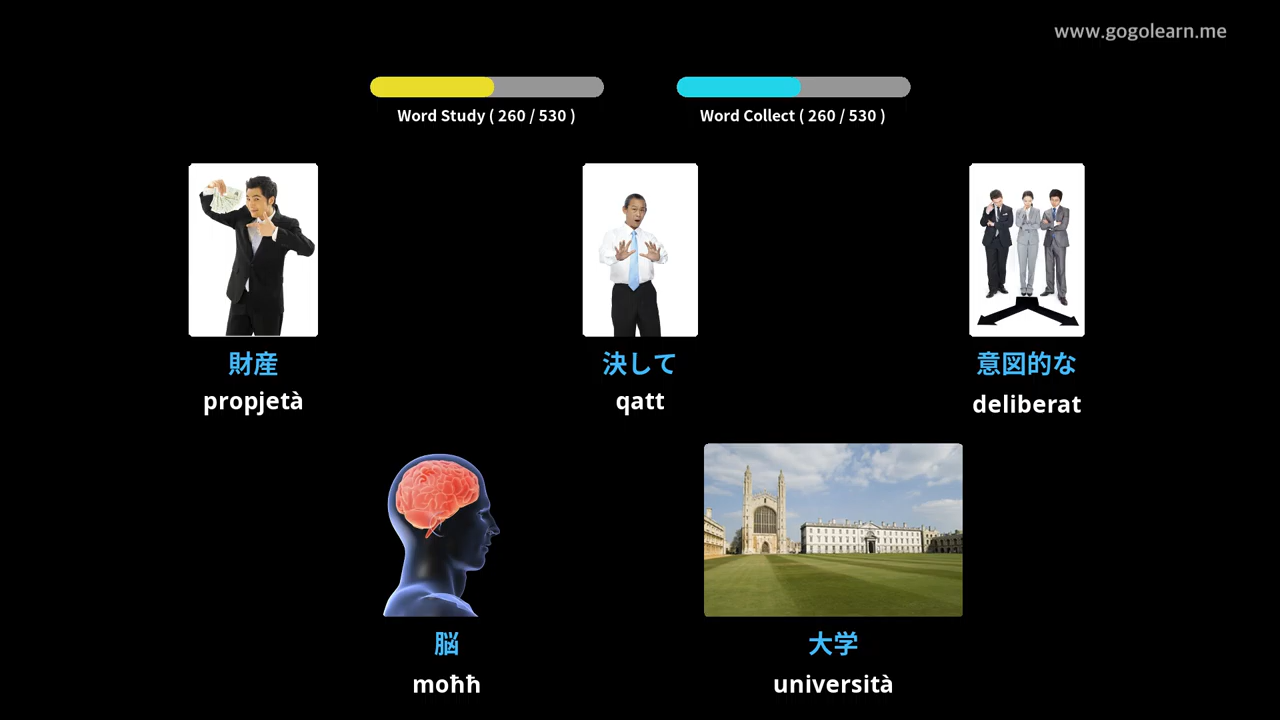 www.gogolearn.me
Word Study ( 260 / 530 )
Word Collect ( 260 / 530 )
財産
propjetà
決して
qatt
意図的な
deliberat
脳
moħħ
大学
università